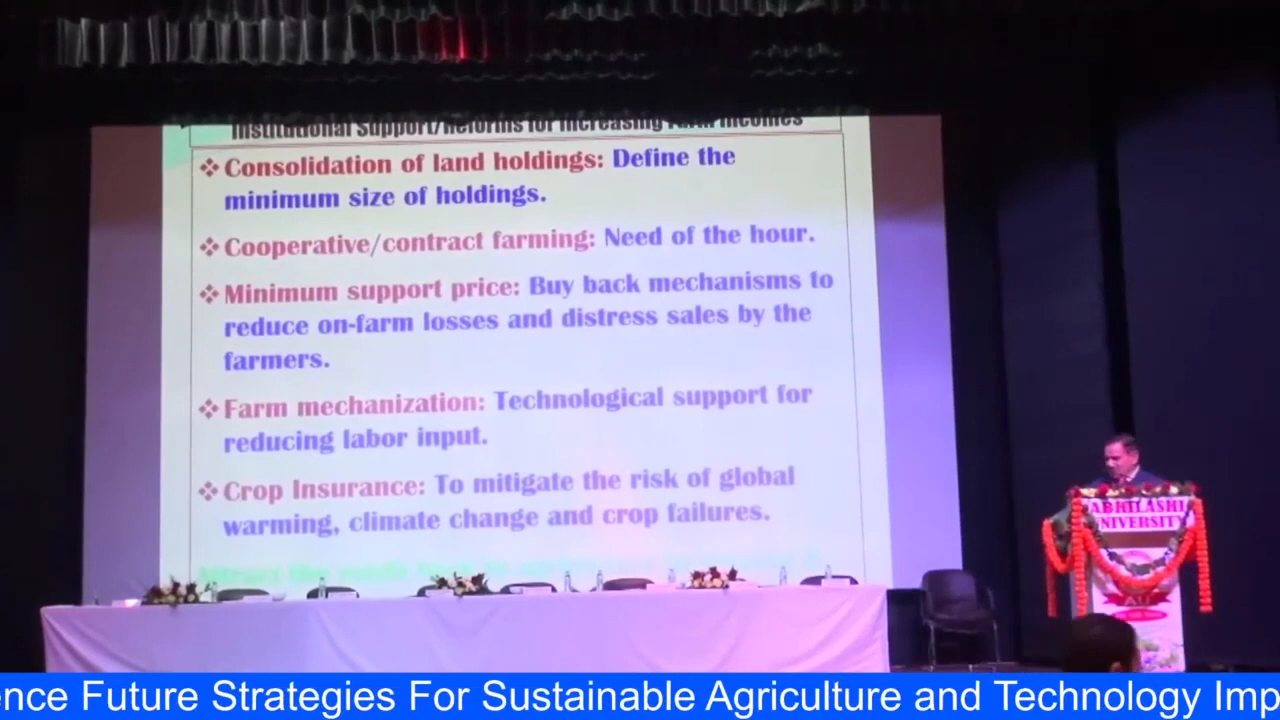 Institutional Support/Reforms for Increasing Farm Incomes
❖ Consolidation of land holdings: Define the
minimum size of holdings.
❖ Cooperative/contract farming: Need of the hour.
❖ Minimum support price: Buy back mechanisms to
reduce on-farm losses and distress sales by the
farmers.
❖ Farm mechanization: Technological support for
reducing labor input.
❖ Crop Insurance: To mitigate the risk of global
warming, climate change and crop failures.
ABHILASHI
UNIVERSITY
ence Future Strategies For Sustainable Agriculture and Technology Imp